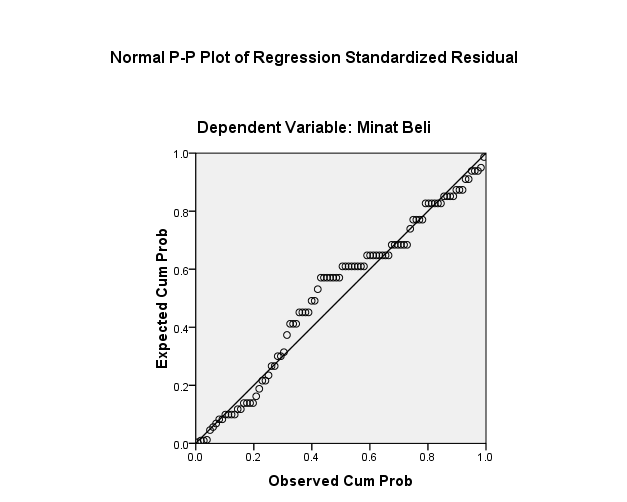 Normal P-P Plot of Regression Standardized Residual
Dependent Variable: Minat Beli
Expected Cum Prob
1.0
0.8
0.6
0.4
0.2
0.0
0.0 0.2 0.4 0.6 0.8 1.0
Observed Cum Prob